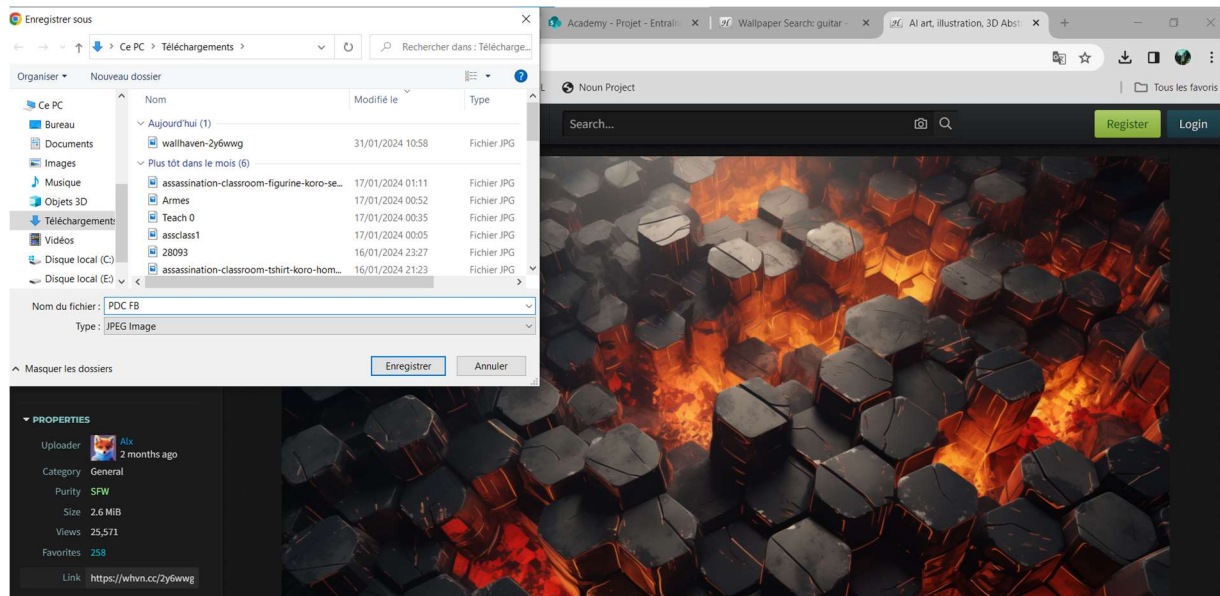 Enregistrer sous
Academy - Projet - Entraîn
Wallpaper Search: guitar -
AI art, illustration, 3D Abst
Ce PC > Téléchargements >
Rechercher dans : Télécharge...
Organiser
Nouveau dossier
Noun Project
Tous les favoris
Ce PC
Bureau
Documents
Images
Musique
Objets 3D
Téléchargements
Vidéos
Disque local (C:)
Disque local (E:)
Nom Modifié le Type
Aujourd'hui (1)
wallhaven-2y6wwg 31/01/2024 10:58 Fichier JPG
Plus tôt dans le mois (6)
assassination-classroom-figurine-koro-se... 17/01/2024 01:11 Fichier JPG
Armes 17/01/2024 00:52 Fichier JPG
Teach 0 17/01/2024 00:35 Fichier JPG
assclass1 17/01/2024 00:05 Fichier JPG
28093 16/01/2024 23:27 Fichier JPG
assassination-classroom-tshirt-koro-hom... 16/01/2024 21:23 Fichier JPG
Nom du fichier : PDC FB
Type : JPEG Image
Masquer les dossiers
Enregistrer
Annuler
Search...
Register
Login
PROPERTIES
Uploader Alx
2 months ago
Category General
Purity SFW
Size 2.6 MiB
Views 25,571
Favorites 258
Link https://whvn.cc/2y6wwg